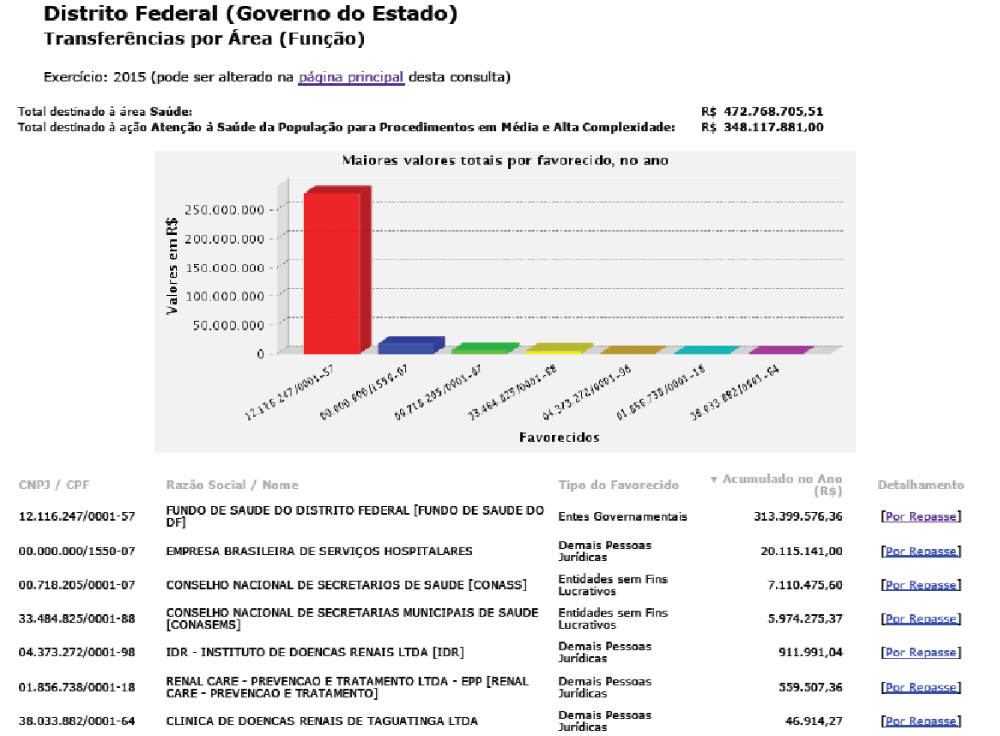 Distrito Federal (Governo do Estado)
Transferências por Área (Função)
Exercício: 2015 (pode ser alterado na página principal desta consulta)
Total destinado à área Saúde: R$ 472.768.705,51
Total destinado à ação Atenção à Saúde da População para Procedimentos em Média e Alta Complexidade: R$ 348.117.881,00
Maiores valores totais por favorecido, no ano
Valores em R$
250.000.000
200.000.000
150.000.000
100.000.000
50.000.000
0
12.116.247/0001-57
33.484.825/0001-88
04.373.272/0001-98
01.856.738/0001-18
38.033.882/0001-64
Favorecidos
CNPJ / CPF Razão Social / Nome Tipo do Favorecido ▼ Acumulado no Ano Detalhamento
(R$)
12.116.247/0001-57 FUNDO DE SAUDE DO DISTRITO FEDERAL [FUNDO DE SAUDE DO Entes Governamentais 313.399.576,36 [Por Repasse]
DF]
00.000.000/1550-07 EMPRESA BRASILEIRA DE SERVIÇOS HOSPITALARES Demais Pessoas 20.115.141,00 [Por Repasse]
Jurídicas
00.718.205/0001-07 CONSELHO NACIONAL DE SECRETARIOS DE SAUDE [CONASS] Entidades sem Fins 7.110.475,60 [Por Repasse]
Lucrativos
33.484.825/0001-88 CONSELHO NACIONAL DE SECRETARIAS MUNICIPAIS DE SAUDE Entidades sem Fins 5.974.275,37 [Por Repasse]
[CONASEMS] Lucrativos
04.373.272/0001-98 IDR - INSTITUTO DE DOENCAS RENAIS LTDA [IDR] Demais Pessoas 911.991,04 [Por Repasse]
Jurídicas
01.856.738/0001-18 RENAL CARE - PREVENCAO E TRATAMENTO LTDA - EPP [RENAL Demais Pessoas 559.507,36 [Por Repasse]
CARE - PREVENCAO E TRATAMENTO] Jurídicas
38.033.882/0001-64 CLINICA DE DOENCAS RENAIS DE TAGUATINGA LTDA Demais Pessoas 46.914,27 [Por Repasse]
Jurídicas